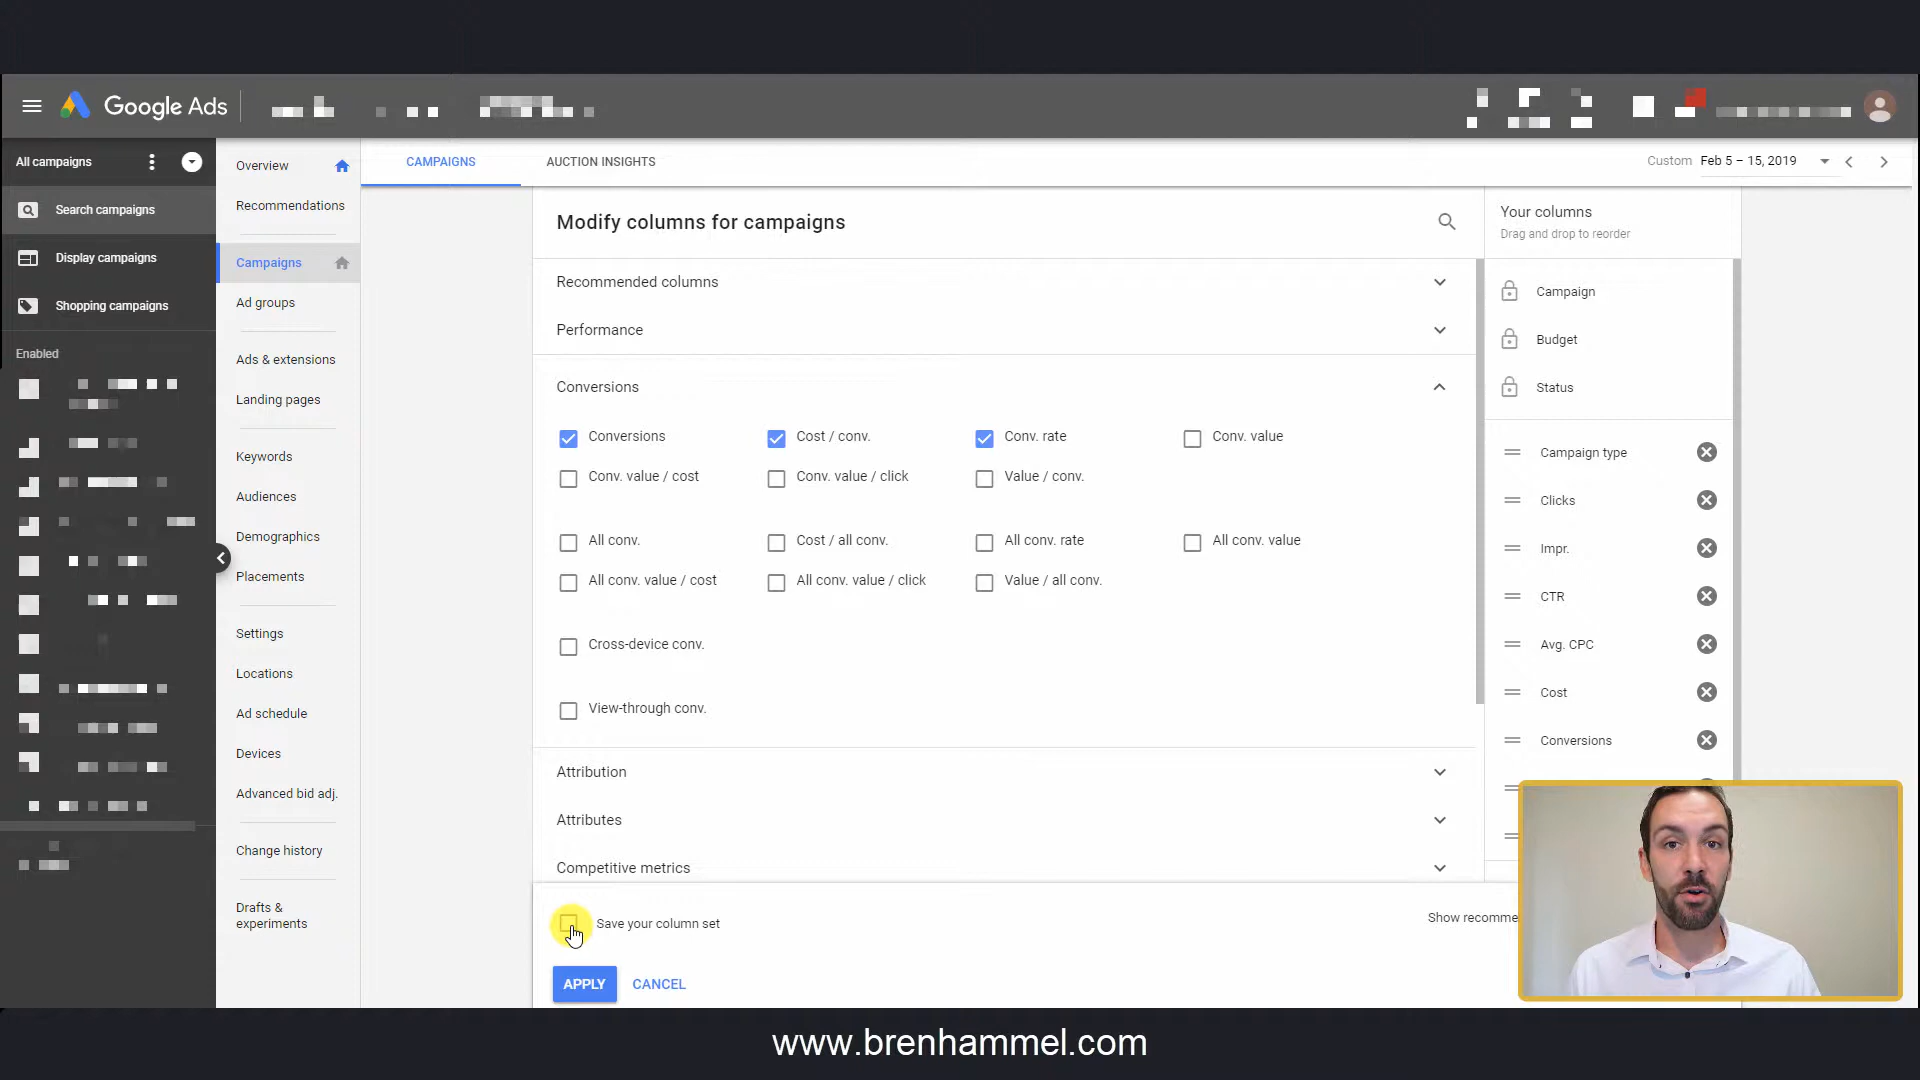 Google Ads
All campaigns
Search campaigns
Display campaigns
Shopping campaigns
Enabled
Overview
Recommendations
Campaigns
Ad groups
Ads & extensions
Landing pages
Keywords
Audiences
Demographics
Placements
Settings
Locations
Ad schedule
Devices
Advanced bid adj.
Change history
Drafts &
experiments
CAMPAIGNS
AUCTION INSIGHTS
Custom Feb 5 – 15, 2019
Modify columns for campaigns
Recommended columns
Performance
Conversions
Conversions
Cost / conv.
Conv. rate
Conv. value
Conv. value / cost
Conv. value / click
Value / conv.
All conv.
Cost / all conv.
All conv. rate
All conv. value
All conv. value / cost
All conv. value / click
Value / all conv.
Cross-device conv.
View-through conv.
Attribution
Attributes
Competitive metrics
Save your column set
Show recomme
APPLY
CANCEL
Your columns
Drag and drop to reorder
Campaign
Budget
Status
Campaign type
Clicks
Impr.
CTR
Avg. CPC
Cost
Conversions
www.brenhammel.com